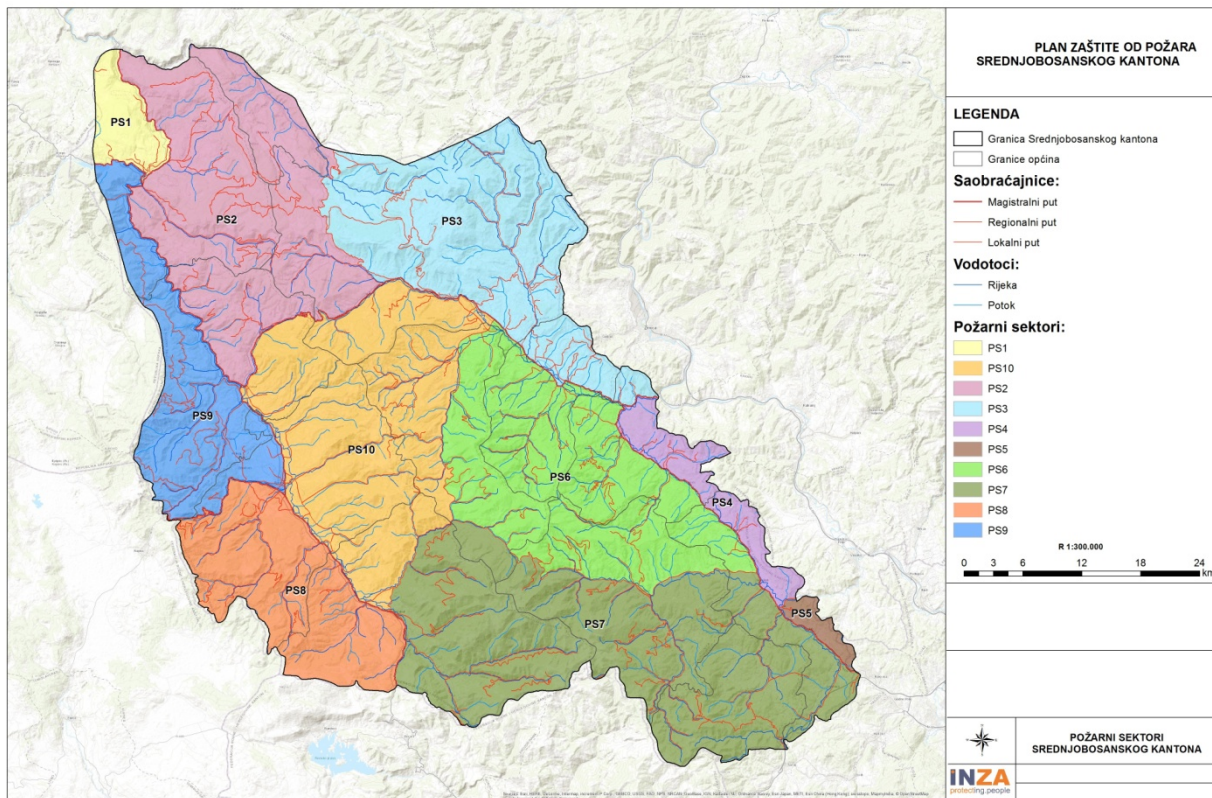 PLAN ZAŠTITE OD POŽARA
SREDNJOBOSANSKOG KANTONA
LEGENDA
Granica Srednjobosanskog kantona
Granice općina
Saobraćajnice:
Magistralni put
Regionalni put
Lokalni put
Vodotoci:
Rijeka
Potok
Požarni sektori:
PS1
PS10
PS2
PS3
PS4
PS5
PS6
PS7
PS8
PS9
R 1:300.000
0 3 6 12 18 24
km
POŽARNI SEKTORI
SREDNJOBOSANSKOG KANTONA
INZA
protecting people
PS1
PS2
PS3
PS9
PS10
PS6
PS4
PS8
PS5
PS7